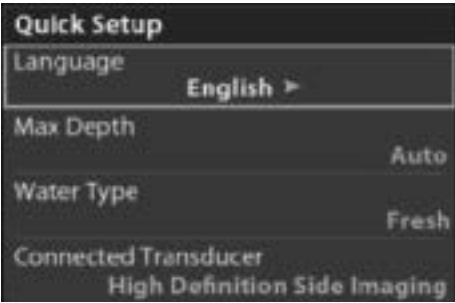 Quick Setup
Language
English ►
Max Depth
Auto
Water Type
Fresh
Connected Transducer
High Definition Side Imaging